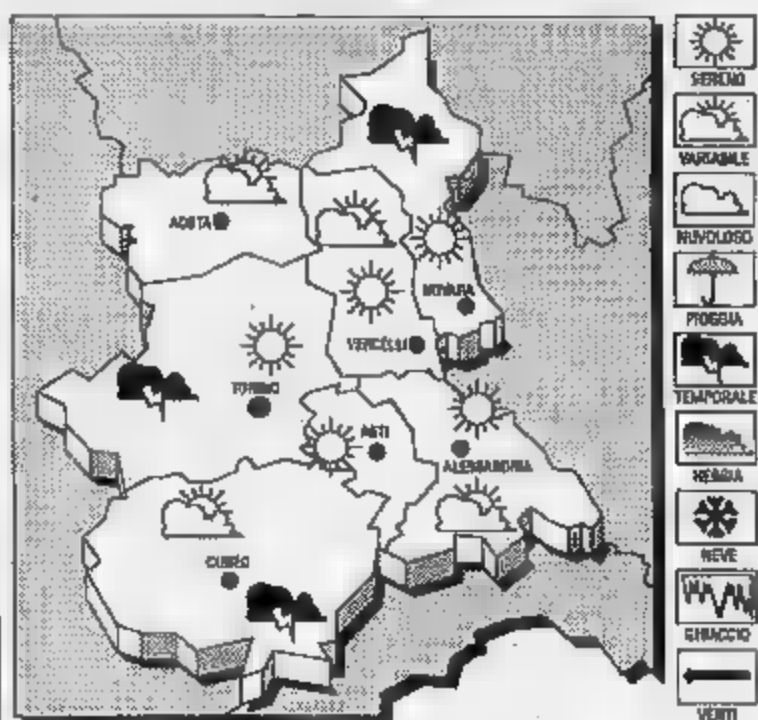 AOSTA
NOVARA
VERCELLI
TORINO
ASTI
ALESSANDRIA
CUNEO
SERENO
VARIABILE
NUVOLOSO
PIOGGIA
TEMPORALE
NEBBIA
NEVE
GHIACCIO
VENTI